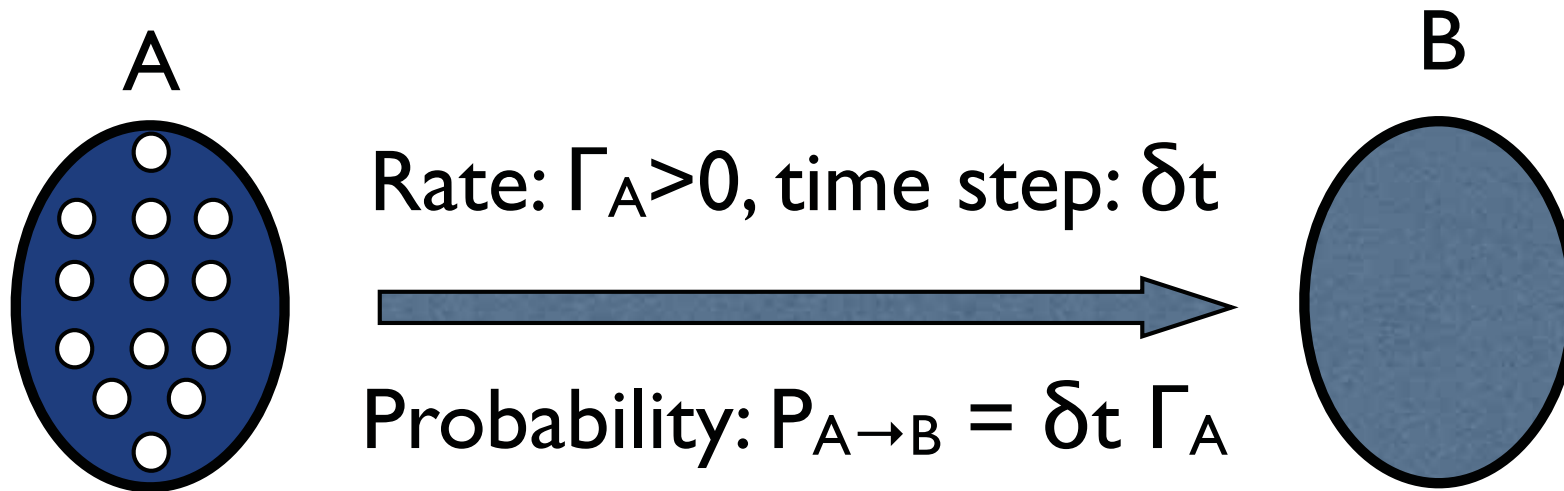 A
B
Rate: ΓA>0, time step: δt
Probability: PA→B = δt ΓA